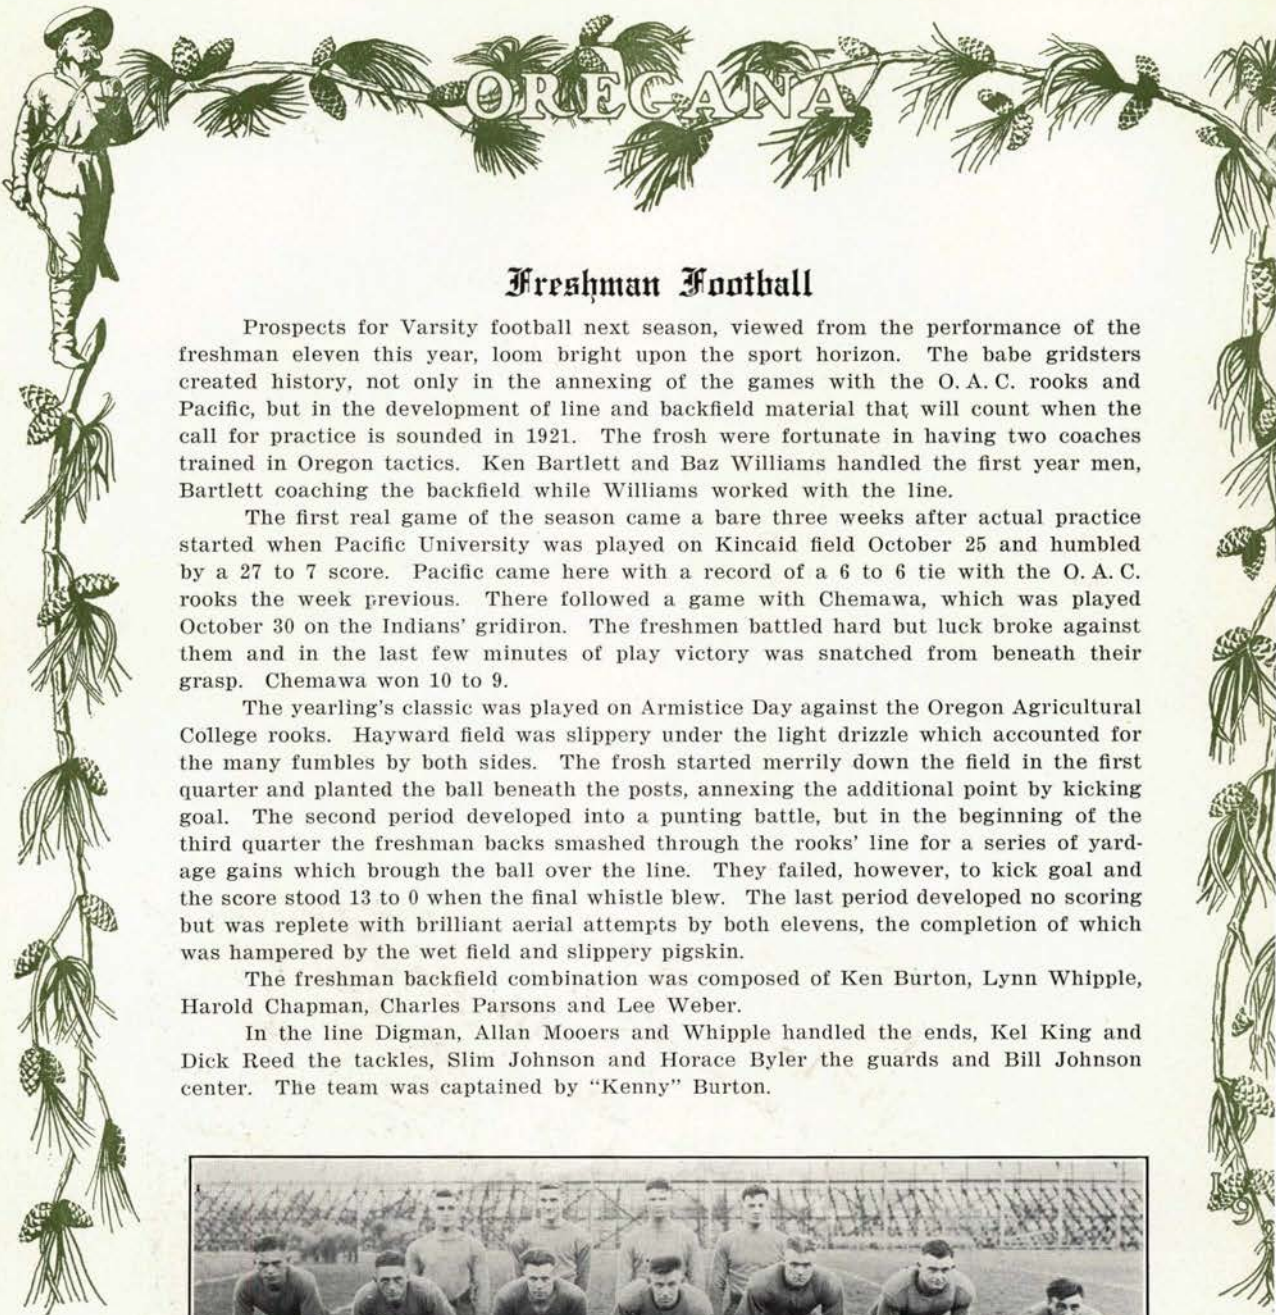 OREGANA
Freshman Football
Prospects for Varsity football next season, viewed from the performance of the
freshman eleven this year, loom bright upon the sport horizon. The babe gridsters
created history, not only in the annexing of the games with the O. A. C. rooks and
Pacific, but in the development of line and backfield material that will count when the
call for practice is sounded in 1921. The frosh were fortunate in having two coaches
trained in Oregon tactics. Ken Bartlett and Baz Williams handled the first year men,
Bartlett coaching the backfield while Williams worked with the line.
The first real game of the season came a bare three weeks after actual practice
started when Pacific University was played on Kincaid field October 25 and humbled
by a 27 to 7 score. Pacific came here with a record of a 6 to 6 tie with the O. A. C.
rooks the week previous. There followed a game with Chemawa, which was played
October 30 on the Indians' gridiron. The freshmen battled hard but luck broke against
them and in the last few minutes of play victory was snatched from beneath their
grasp. Chemawa won 10 to 9.
The yearling's classic was played on Armistice Day against the Oregon Agricultural
College rooks. Hayward field was slippery under the light drizzle which accounted for
the many fumbles by both sides. The frosh started merrily down the field in the first
quarter and planted the ball beneath the posts, annexing the additional point by kicking
goal. The second period developed into a punting battle, but in the beginning of the
third quarter the freshman backs smashed through the rooks' line for a series of yard-
age gains which brough the ball over the line. They failed, however, to kick goal and
the score stood 13 to 0 when the final whistle blew. The last period developed no scoring
but was replete with brilliant aerial attempts by both elevens, the completion of which
was hampered by the wet field and slippery pigskin.
The freshman backfield combination was composed of Ken Burton, Lynn Whipple,
Harold Chapman, Charles Parsons and Lee Weber.
In the line Digman, Allan Mooers and Whipple handled the ends, Kel King and
Dick Reed the tackles, Slim Johnson and Horace Byler the guards and Bill Johnson
center. The team was captained by "Kenny" Burton.